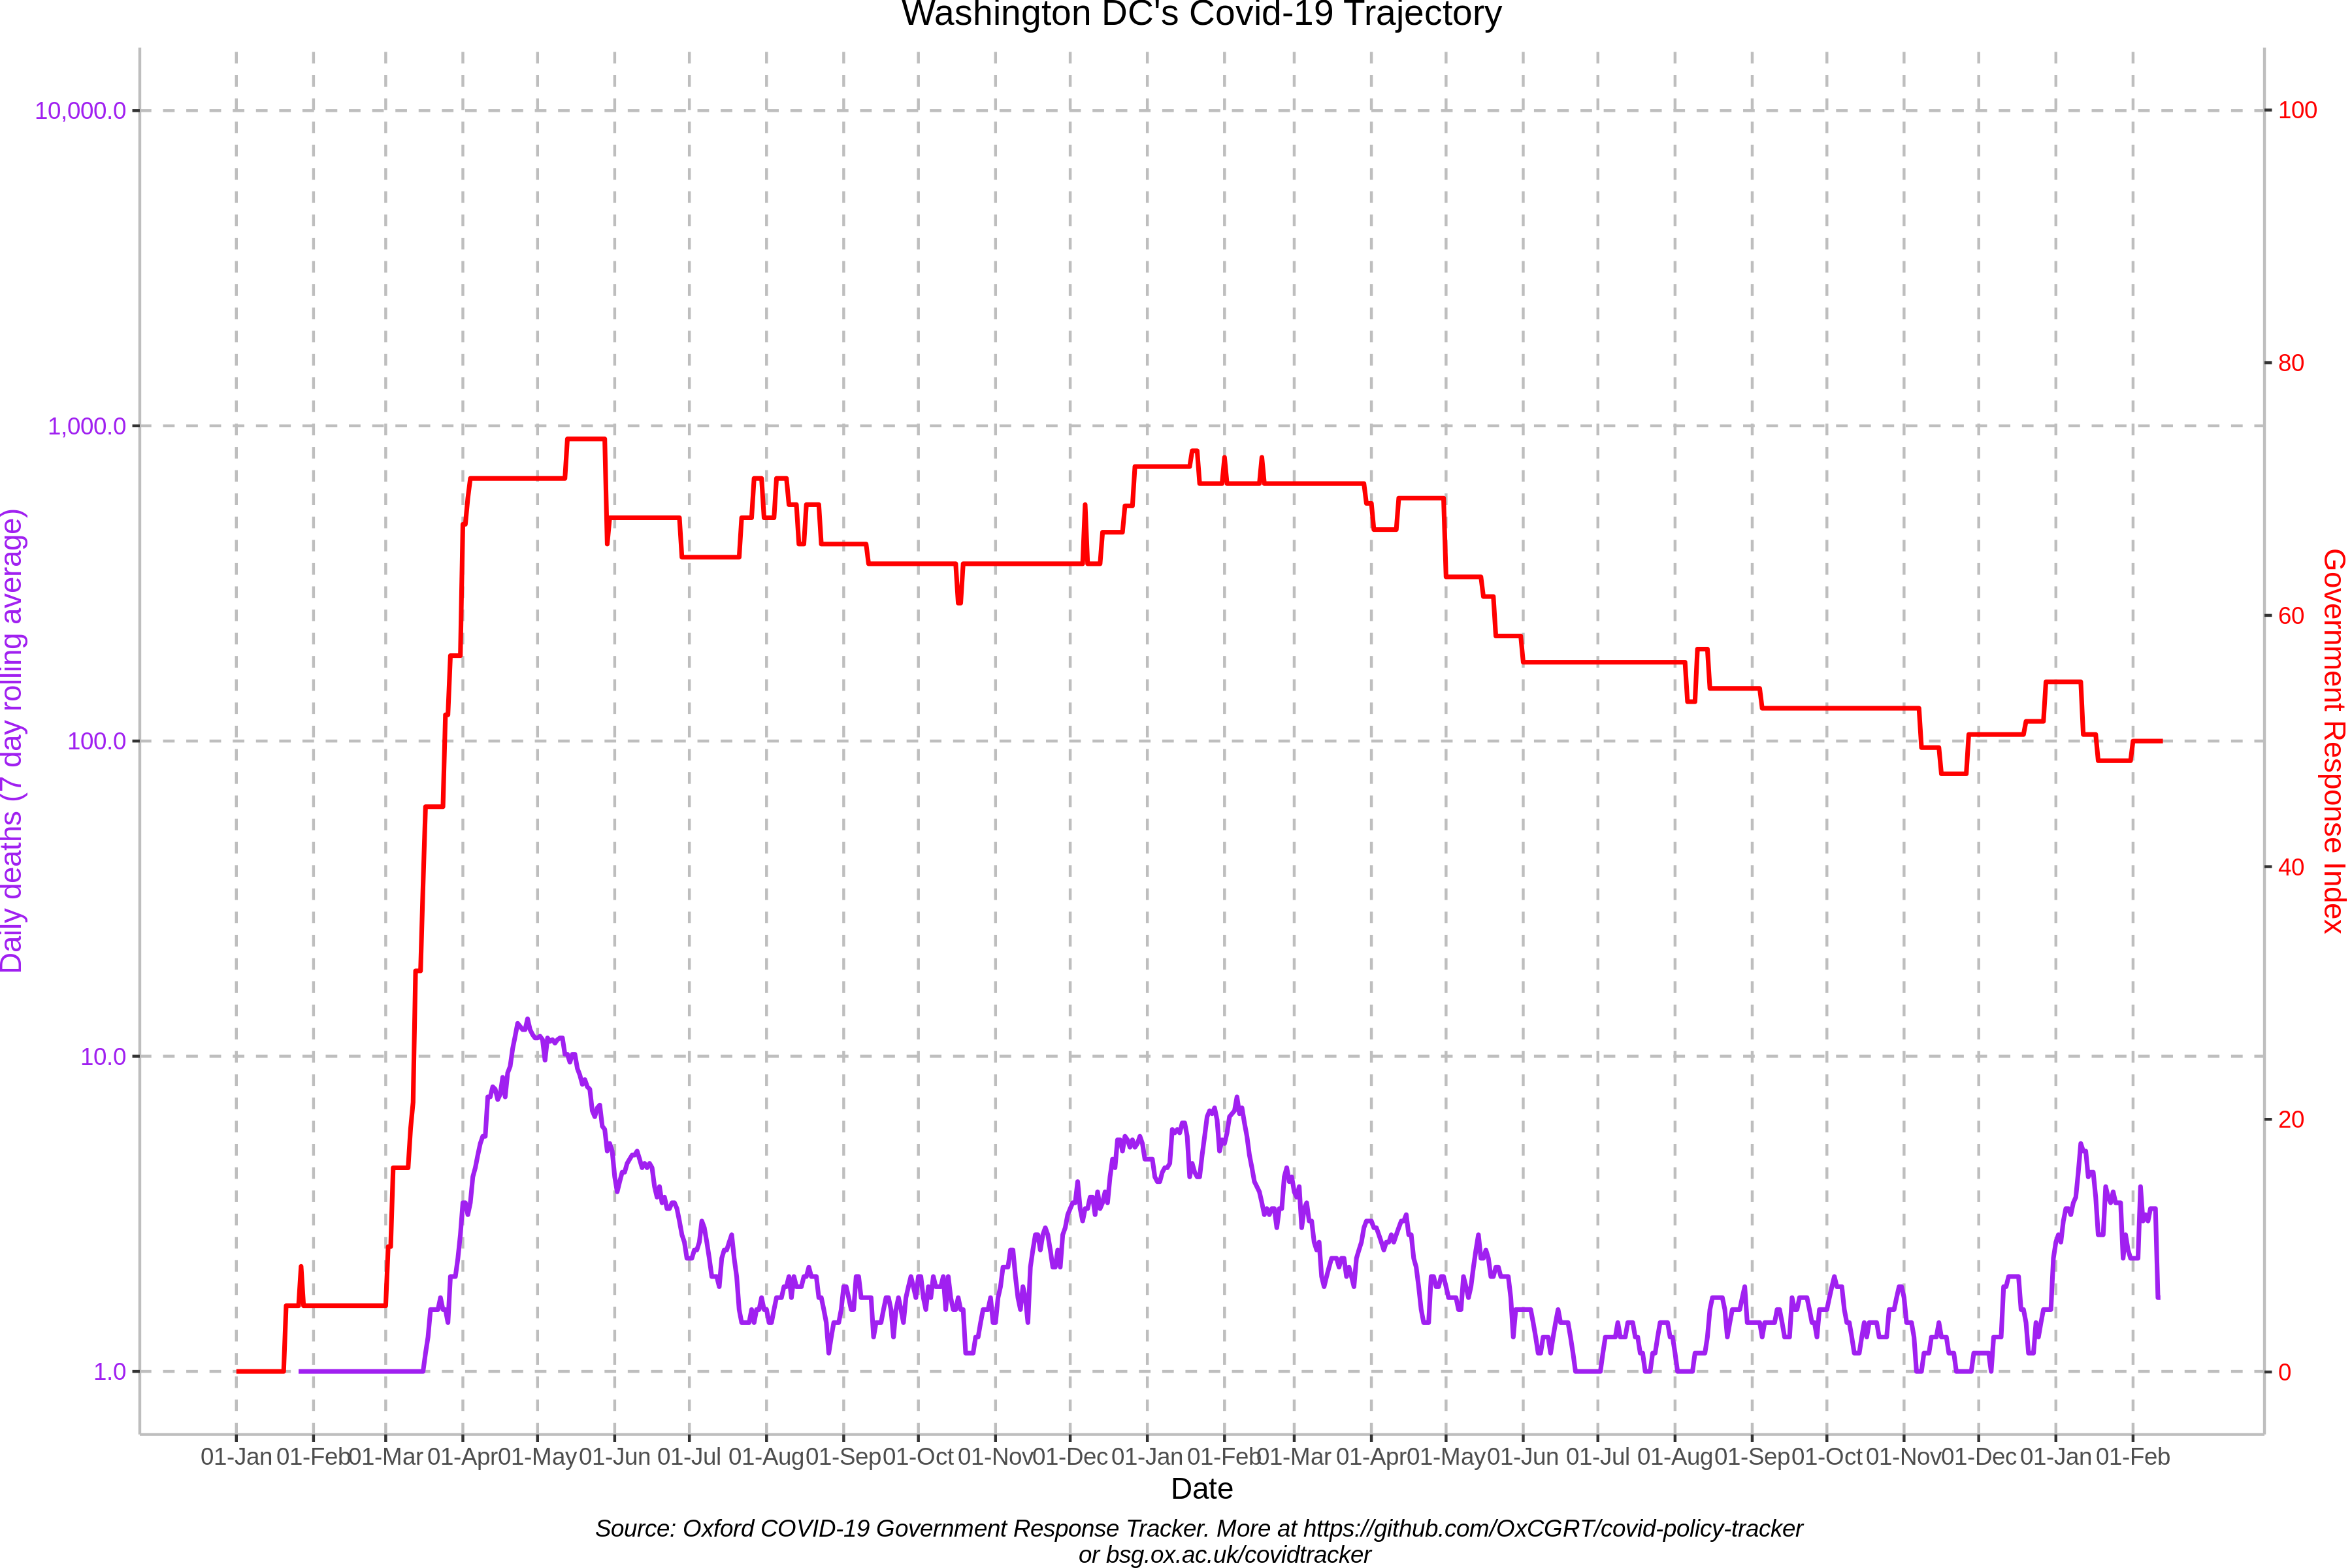 Washington DC's Covid-19 Trajectory
10,000.0
1,000.0
100.0
10.0
1.0
Daily deaths (7 day rolling average)
100
80
60
40
20
0
Government Response Index
01-Jan 01-Feb 01-Mar 01-Apr 01-May 01-Jun 01-Jul 01-Aug 01-Sep 01-Oct 01-Nov 01-Dec 01-Jan 01-Feb 01-Mar 01-Apr 01-May 01-Jun 01-Jul 01-Aug 01-Sep 01-Oct 01-Nov 01-Dec 01-Jan 01-Feb
Date
Source: Oxford COVID-19 Government Response Tracker. More at https://github.com/OxCGRT/covid-policy-tracker
or bsg.ox.ac.uk/covidtracker